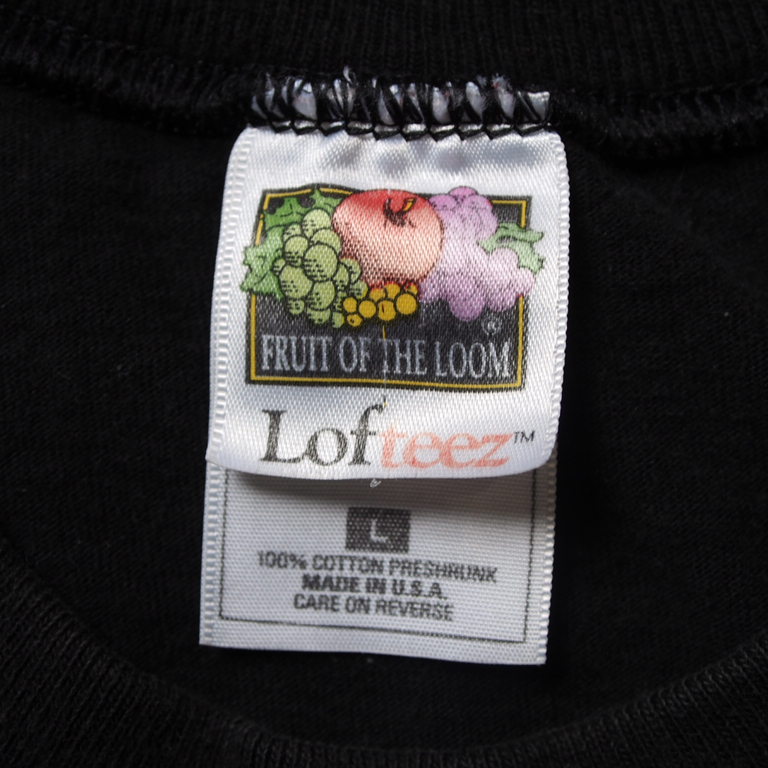 ®
FRUIT OF THE LOOM
Lofteez™
L
100% COTTON PRESHRUNK
MADE IN U.S.A.
CARE ON REVERSE